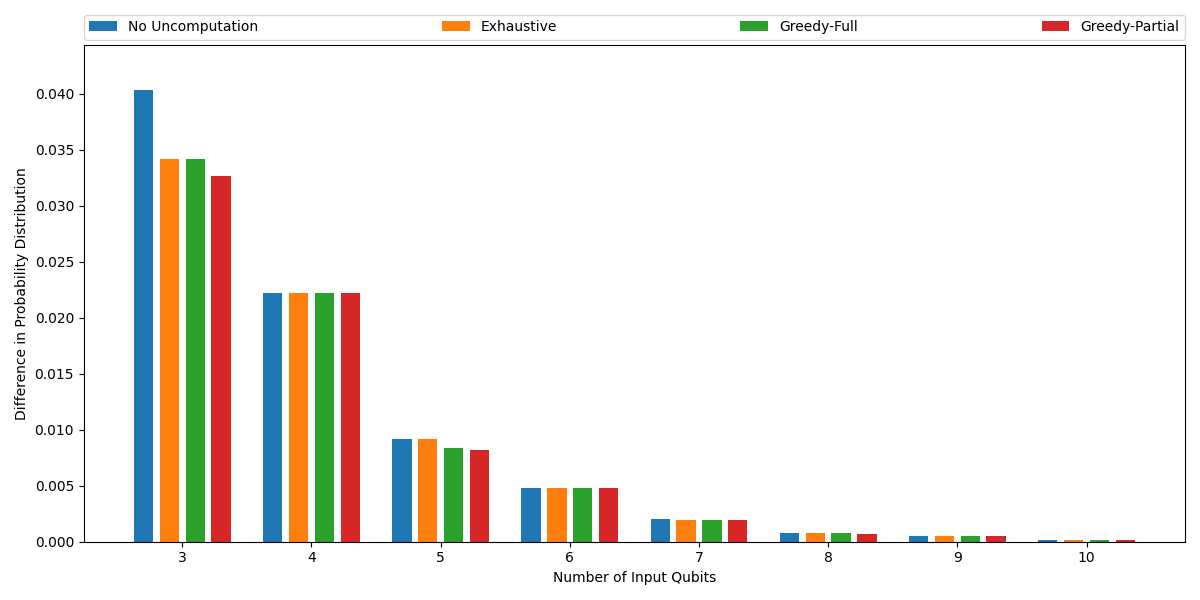 No Uncomputation Exhaustive Greedy-Full Greedy-Partial
Difference in Probability Distribution
0.040
0.035
0.030
0.025
0.020
0.015
0.010
0.005
0.000
3 4 5 6 7 8 9 10
Number of Input Qubits